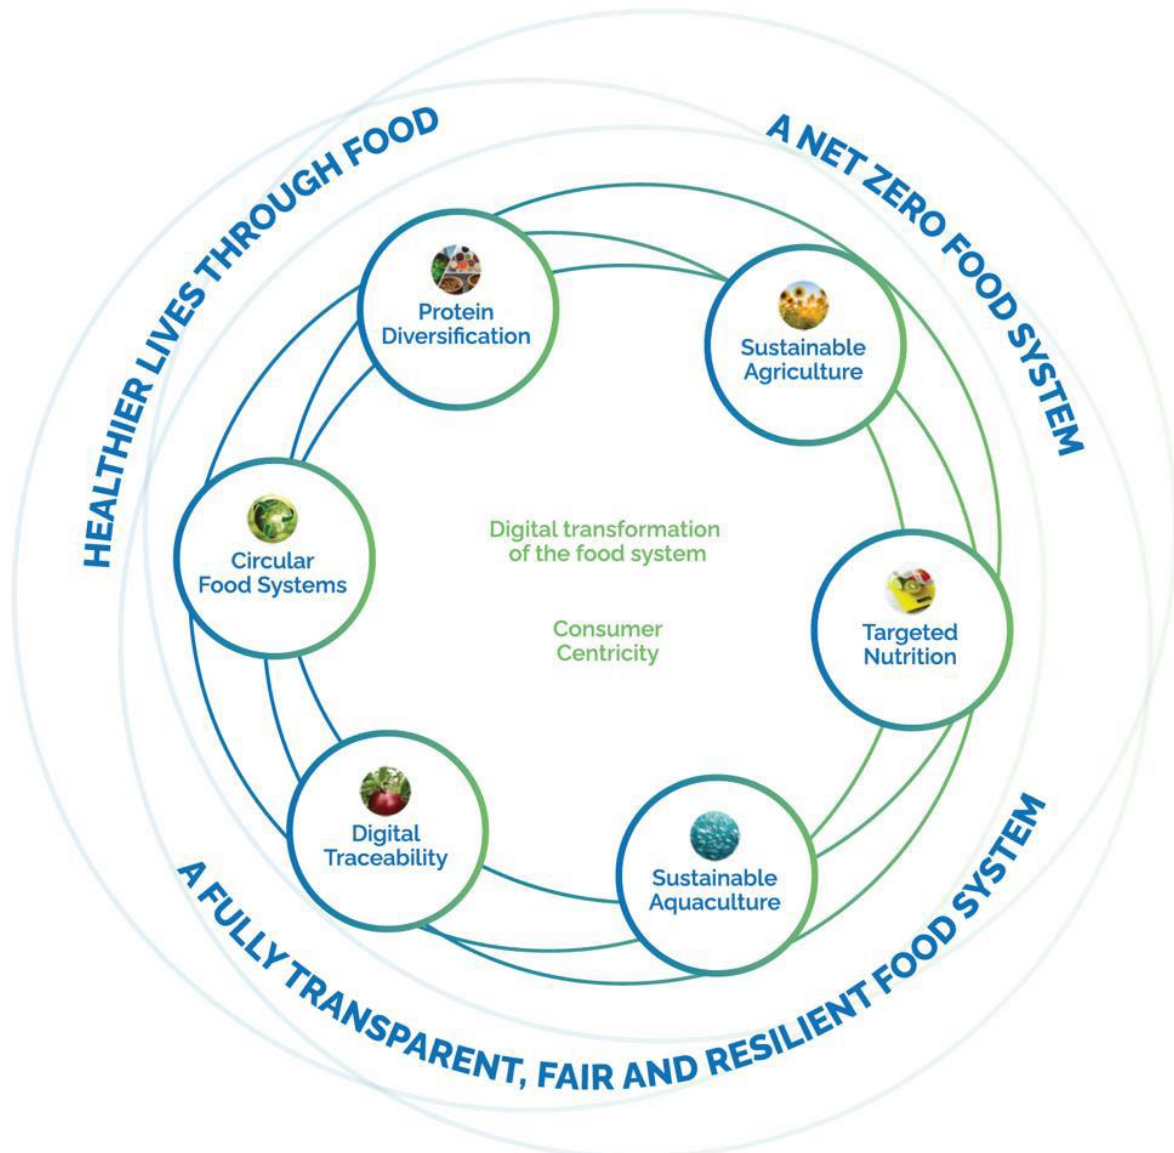 HEALTHIER LIVES THROUGH FOOD
A NET ZERO FOOD SYSTEM
Protein
Diversification
Sustainable
Agriculture
Digital transformation
of the food system
Circular
Food Systems
Consumer
Centricity
Targeted
Nutrition
Digital
Traceability
Sustainable
Aquaculture
A FULLY TRANSPARENT, FAIR AND RESILIENT FOOD SYSTEM